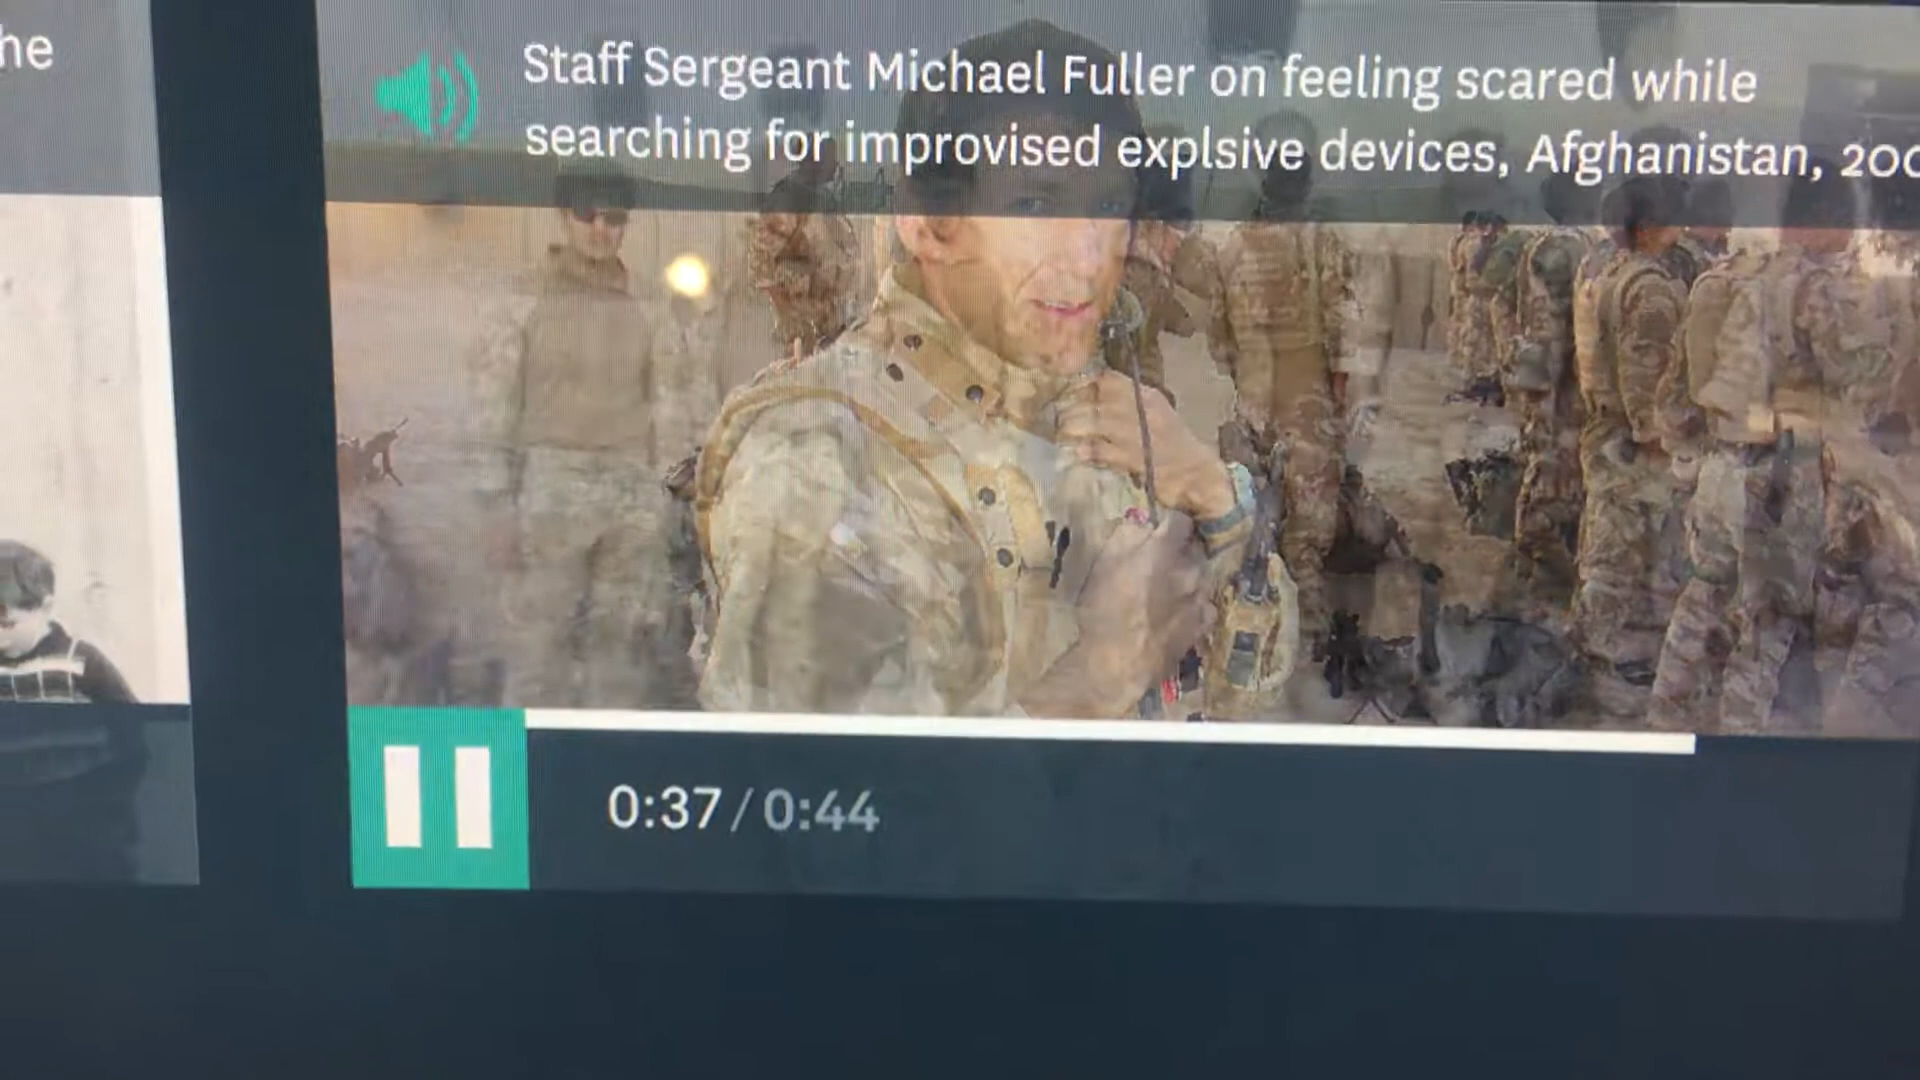 he
Staff Sergeant Michael Fuller on feeling scared while
searching for improvised explsive devices, Afghanistan, 200
0:37 / 0:44